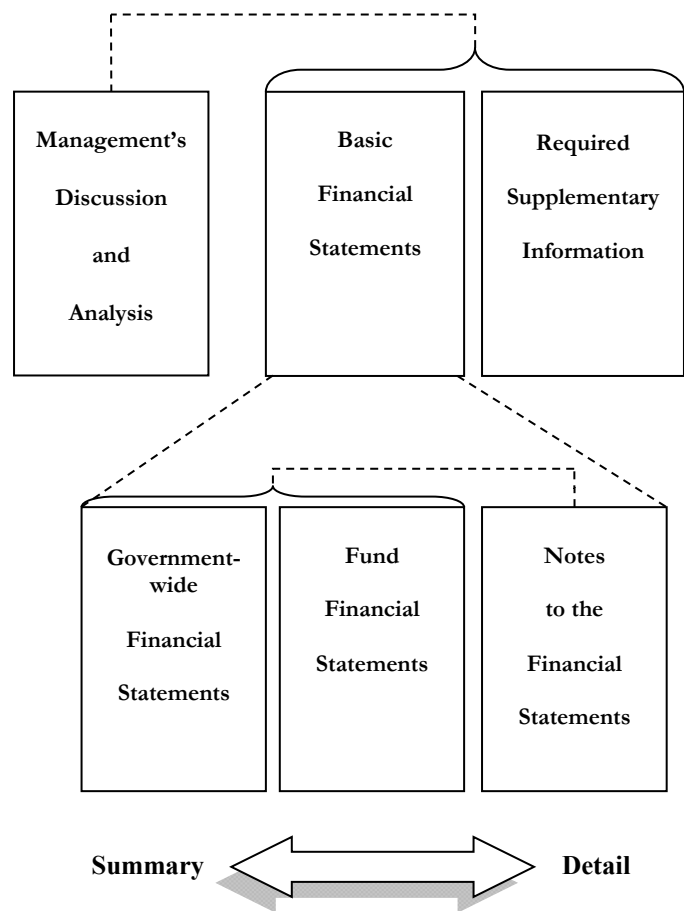 Management's
Discussion
and
Analysis
Basic
Financial
Statements
Required
Supplementary
Information
Government-
wide
Financial
Statements
Fund
Financial
Statements
Notes
to the
Financial
Statements
Summary
Detail